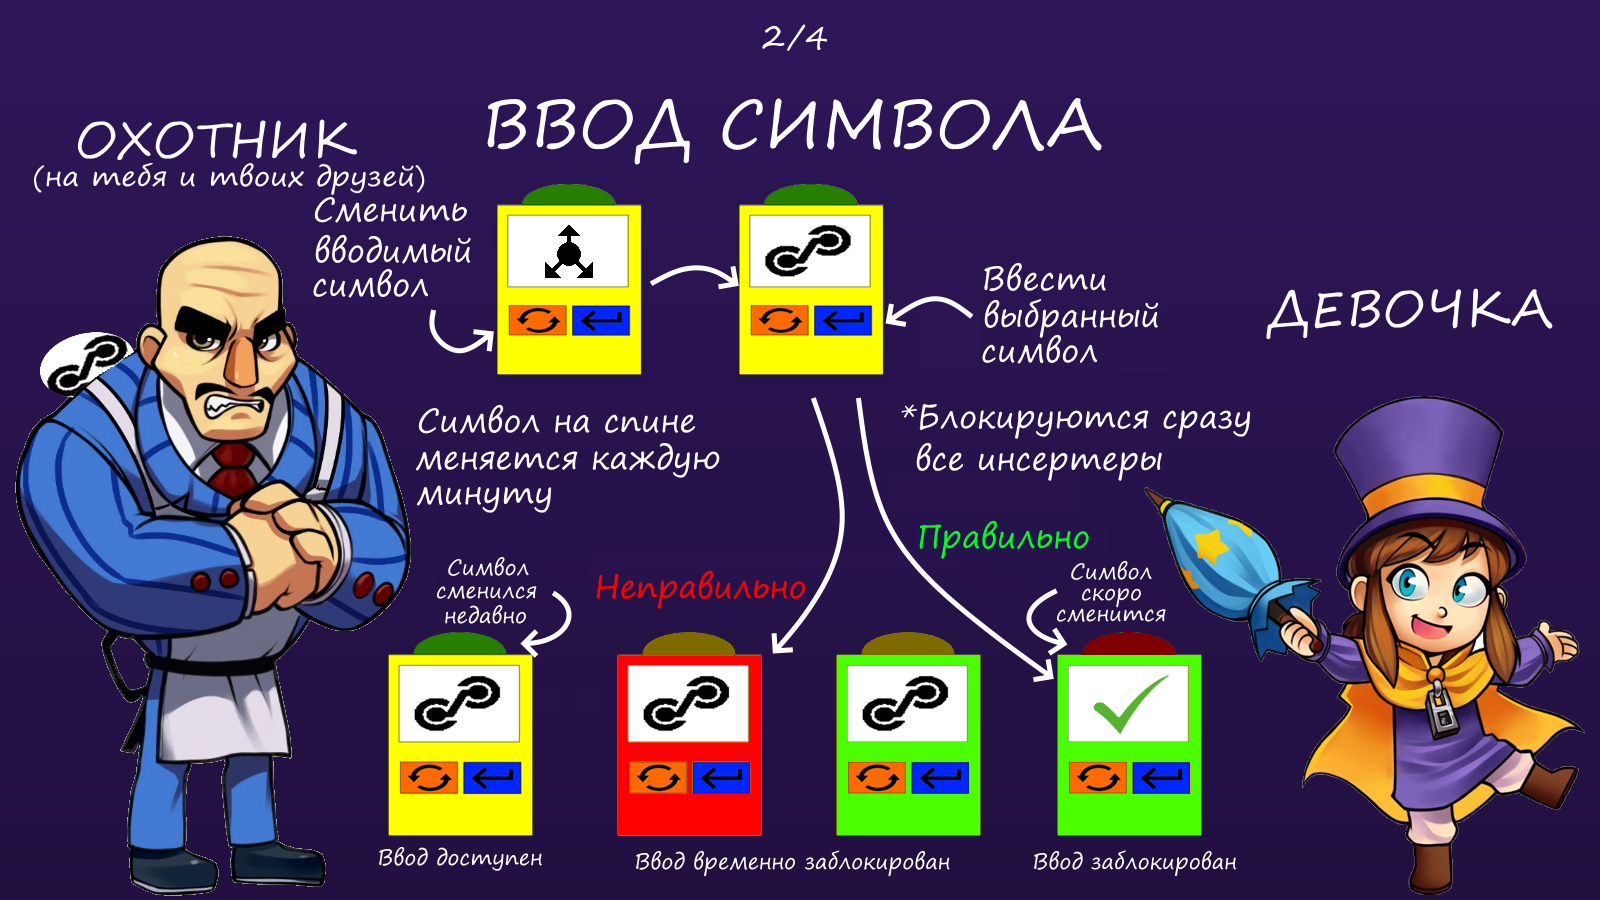 2/4
ВВОД СИМВОЛА
ОХОТНИК
(на тебя и твоих друзей)
Сменить
вводимый
символ
Ввести
выбранный
символ
ДЕВОЧКА
Символ на спине
меняется каждую
минуту
*Блокируются сразу
все инсертеры
Правильно
Неправильно
Символ
сменился
недавно
Символ
скоро
сменится
Ввод доступен
Ввод временно заблокирован
Ввод заблокирован